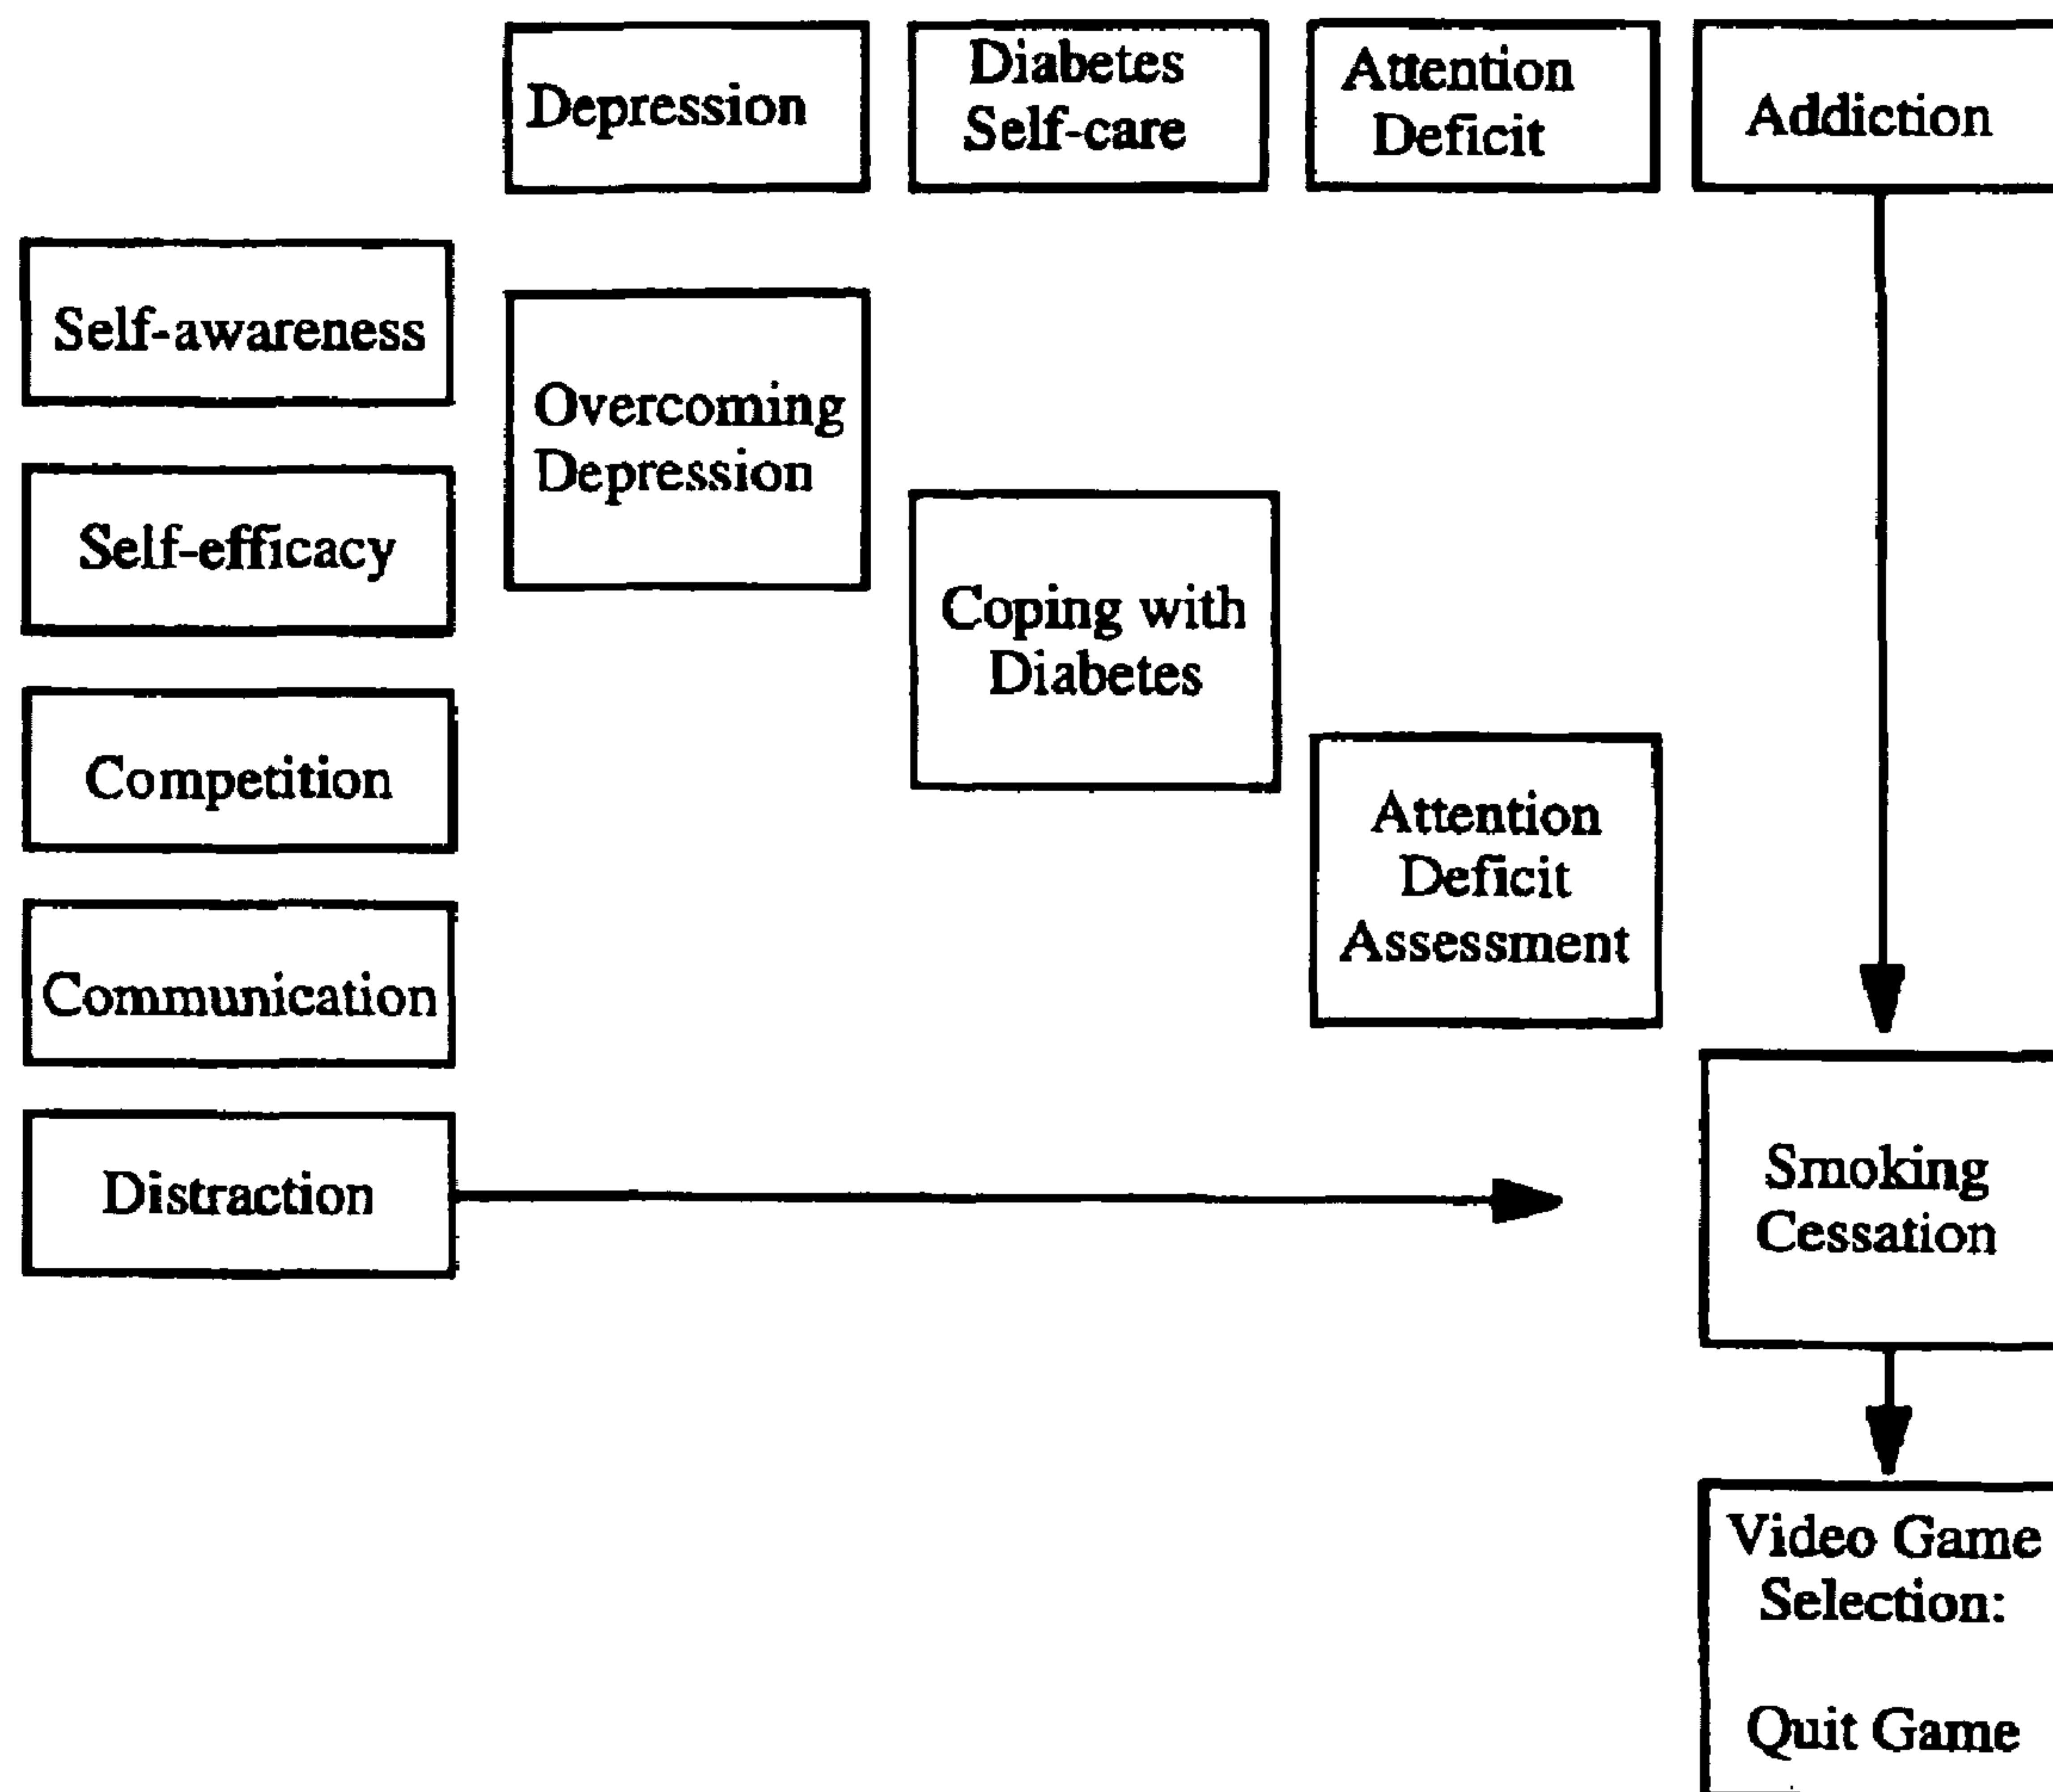 Depression
Diabetes
Self-care
Attention
Deficit
Addiction
Self-awareness
Overcoming
Depression
Self-efficacy
Coping with
Diabetes
Competition
Attention
Deficit
Assessment
Communication
Distraction
Smoking
Cessation
Video Game
Selection:
Quit Game